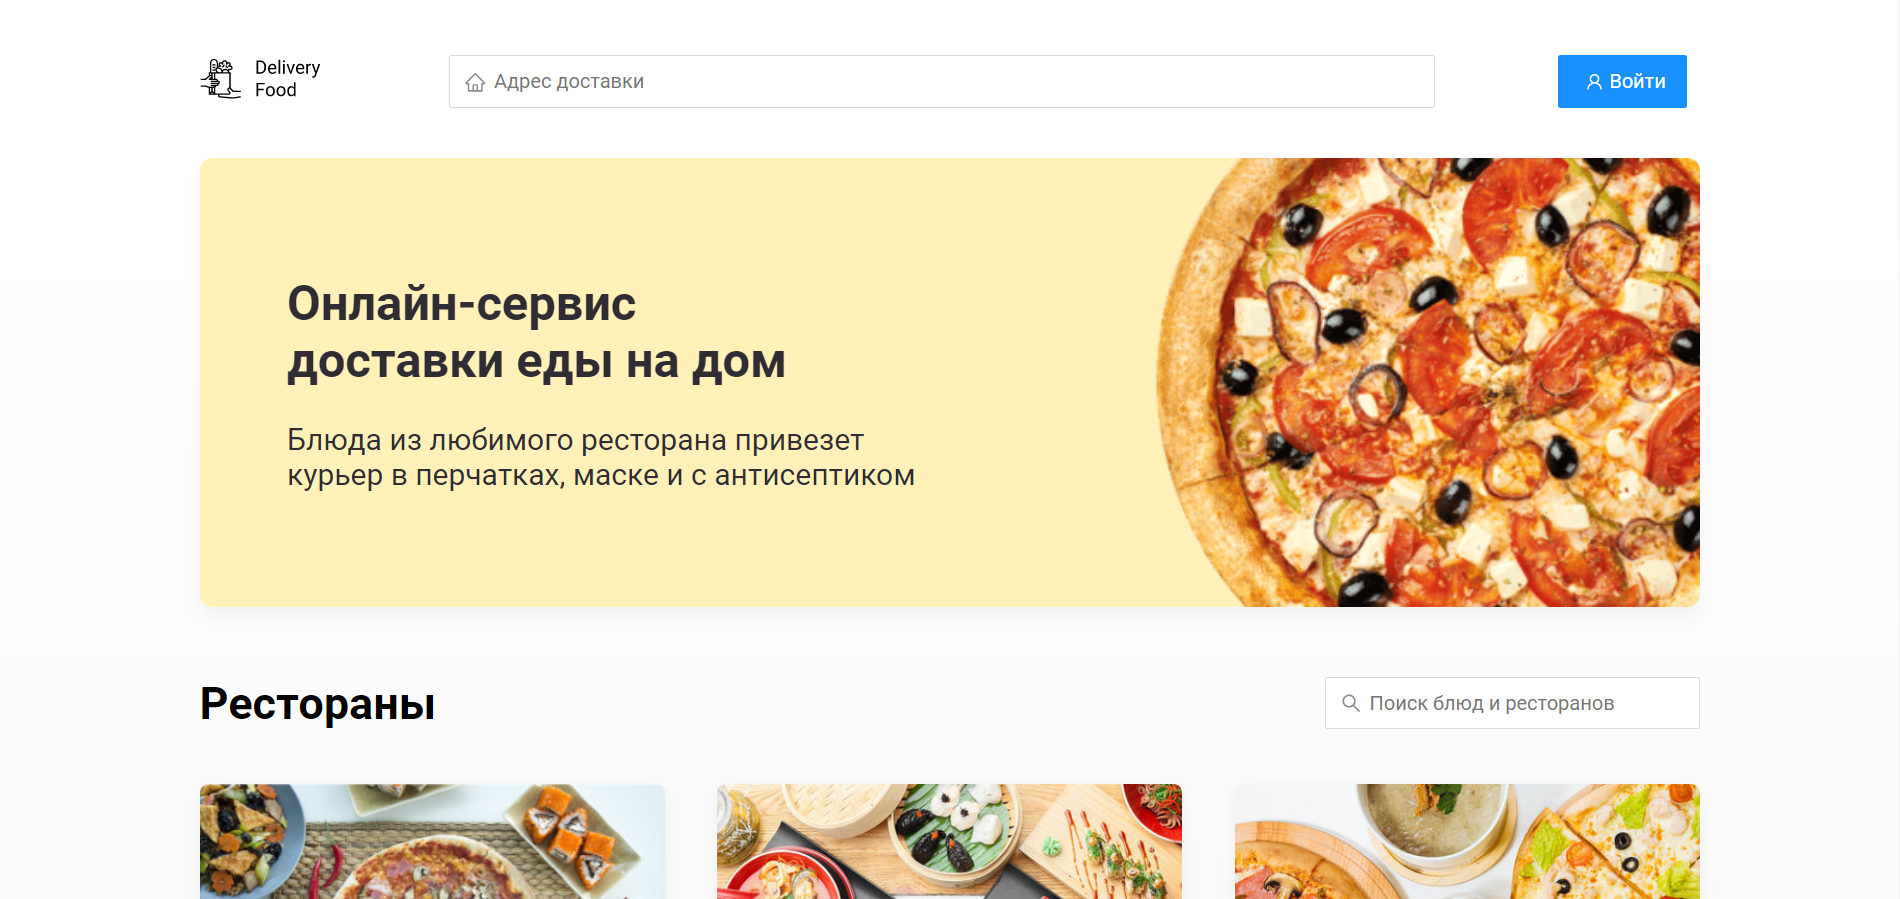 Delivery
Food
Адрес доставки
Войти
Онлайн-сервис
доставки еды на дом
Блюда из любимого ресторана привезет
курьер в перчатках, маске и с антисептиком
Рестораны
Поиск блюд и ресторанов